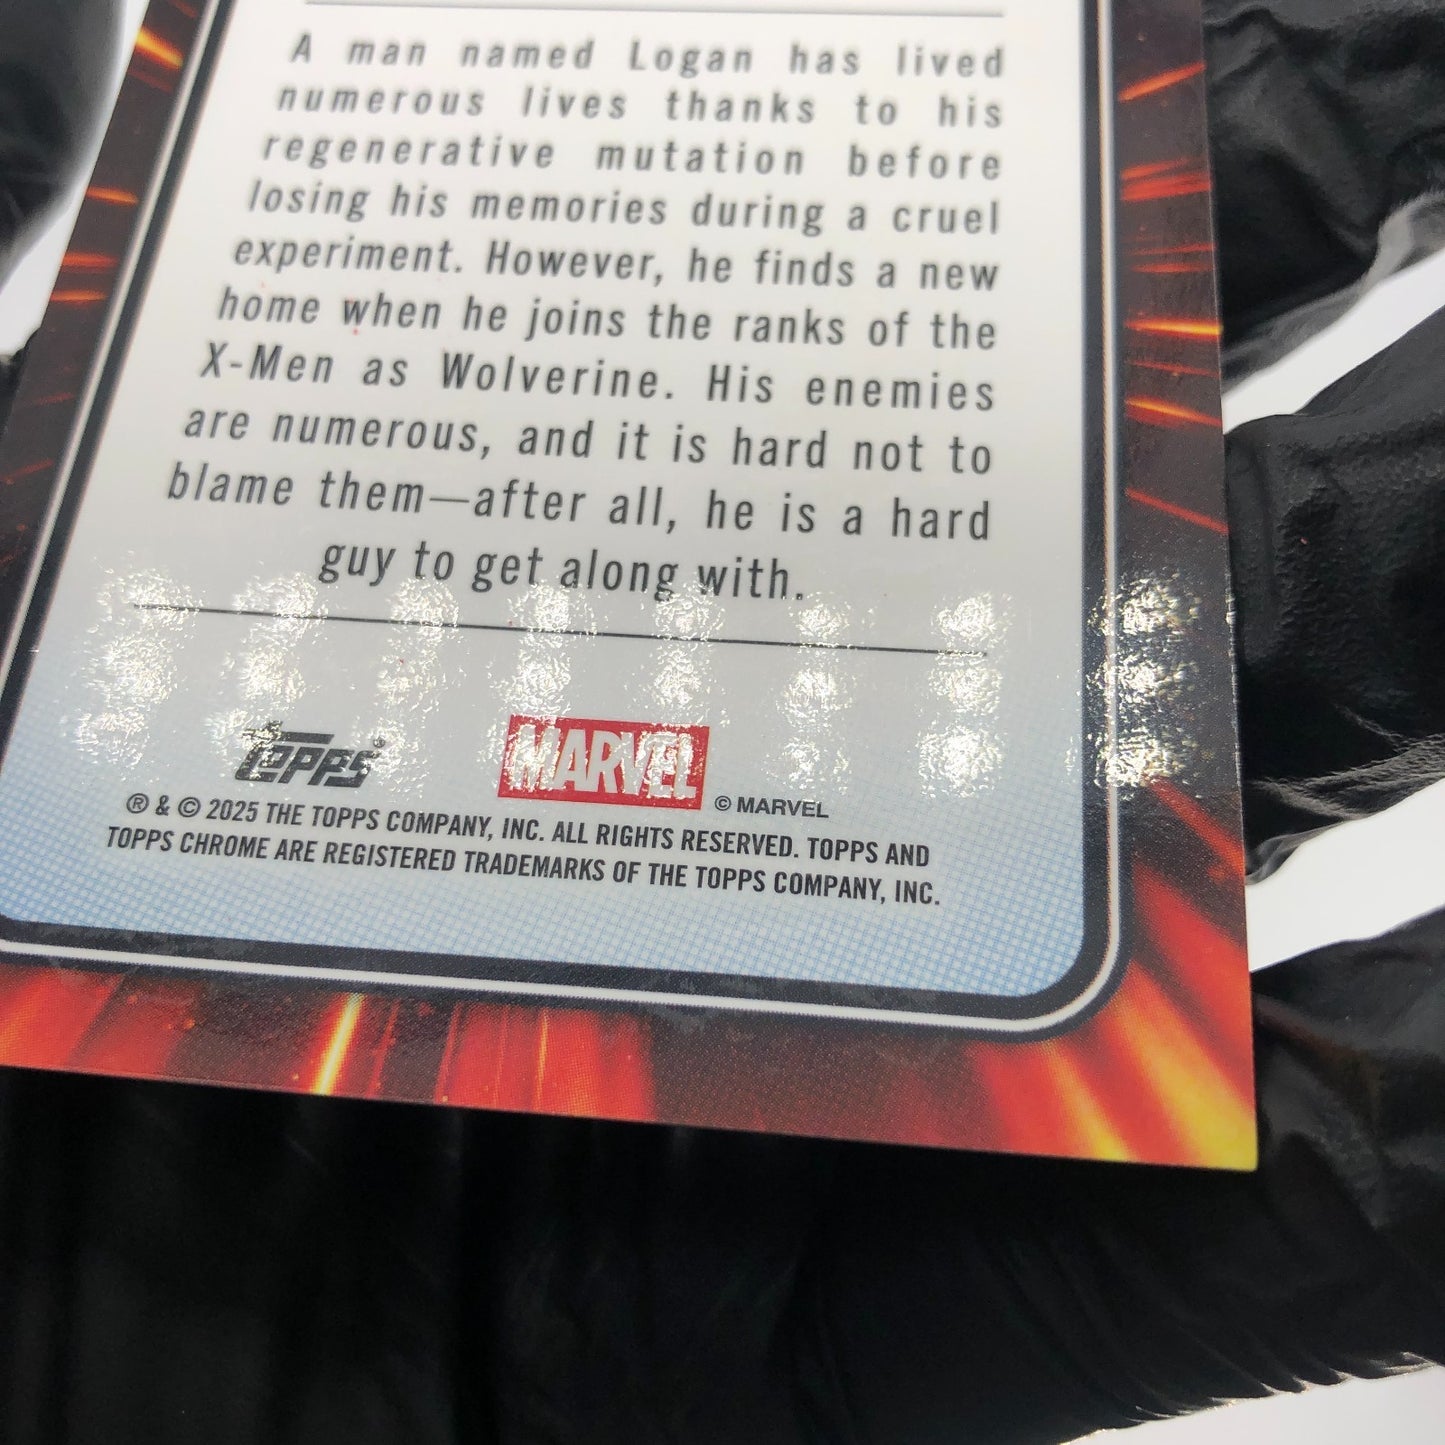 A man named Logan has lived
numerous lives thanks to his
regenerative mutation before
losing his memories during a cruel
experiment. However, he finds a new
home when he joins the ranks of the
X-Men as Wolverine. His enemies
are numerous, and it is hard not to
blame them—after all, he is a hard
guy to get along with.
TOPPS®
MARVEL
© MARVEL
® & © 2025 THE TOPPS COMPANY, INC. ALL RIGHTS RESERVED. TOPPS AND
TOPPS CHROME ARE REGISTERED TRADEMARKS OF THE TOPPS COMPANY, INC.